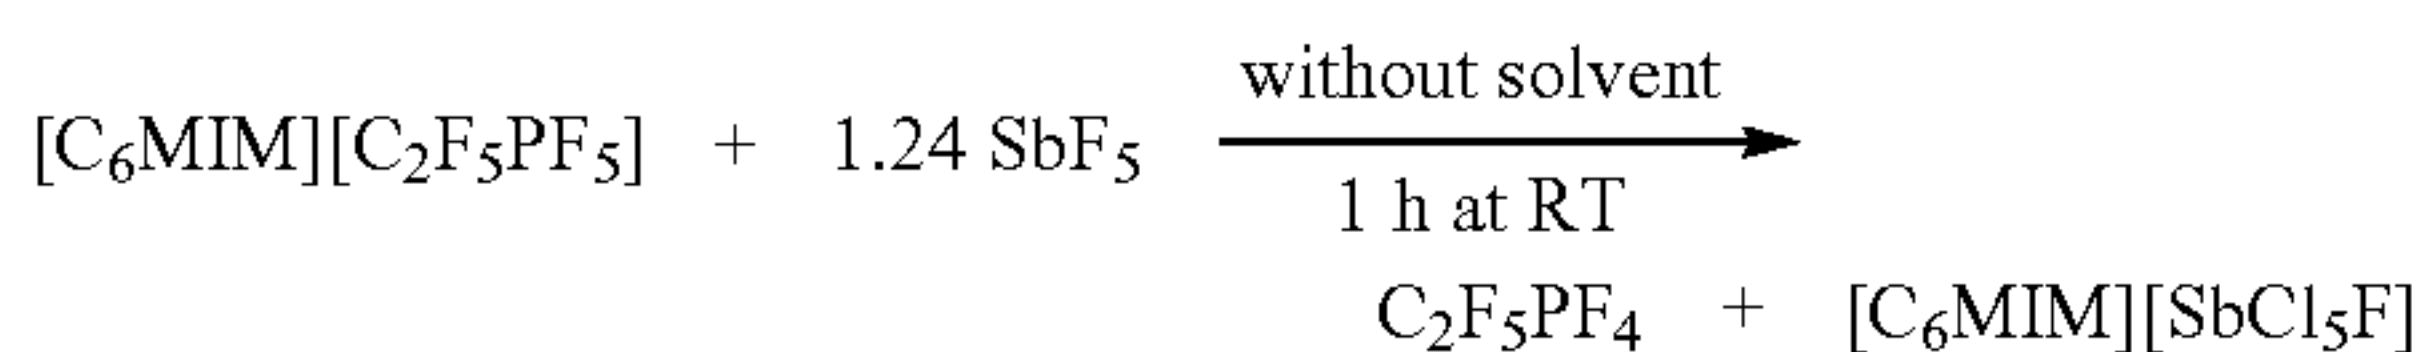 without solvent
[C₆MIM][C₂F₅PF₅] + 1.24 SbF₅
1 h at RT
C₂F₅PF₄ + [C₆MIM][SbCl₅F]